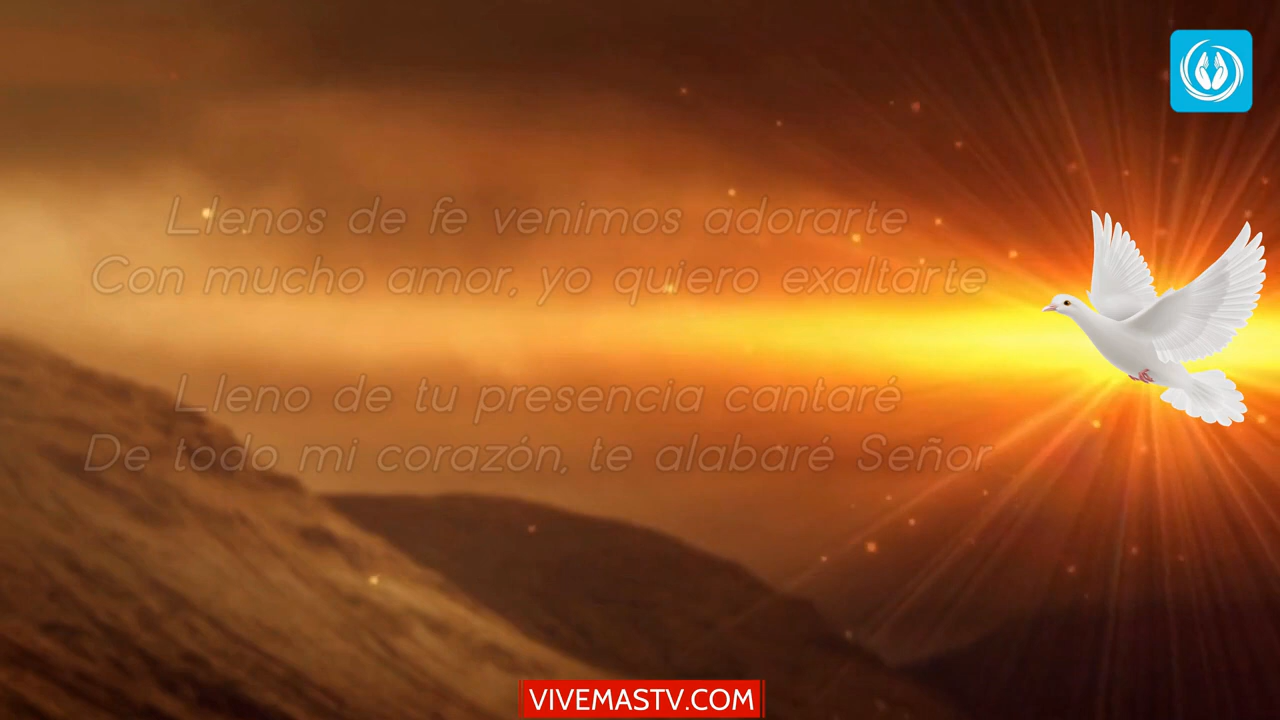 Llenos de fe venimos adorarte
Con mucho amor, yo quiero exaltarte
Lleno de tu presencia cantaré
De todo mi corazón, te alabaré Señor
VIVEMASTV.COM